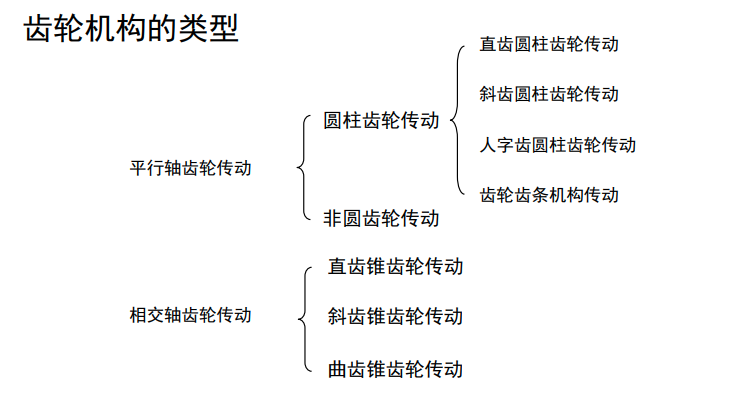 齿轮机构的类型
平行轴齿轮传动
圆柱齿轮传动
直齿圆柱齿轮传动
斜齿圆柱齿轮传动
人字齿圆柱齿轮传动
齿轮齿条机构传动
非圆齿轮传动
相交轴齿轮传动
直齿锥齿轮传动
斜齿锥齿轮传动
曲齿锥齿轮传动